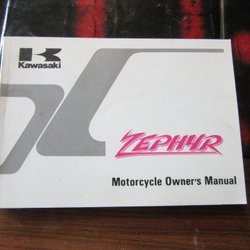 Kawasaki
ZEPHYR
Motorcycle Owner's Manual